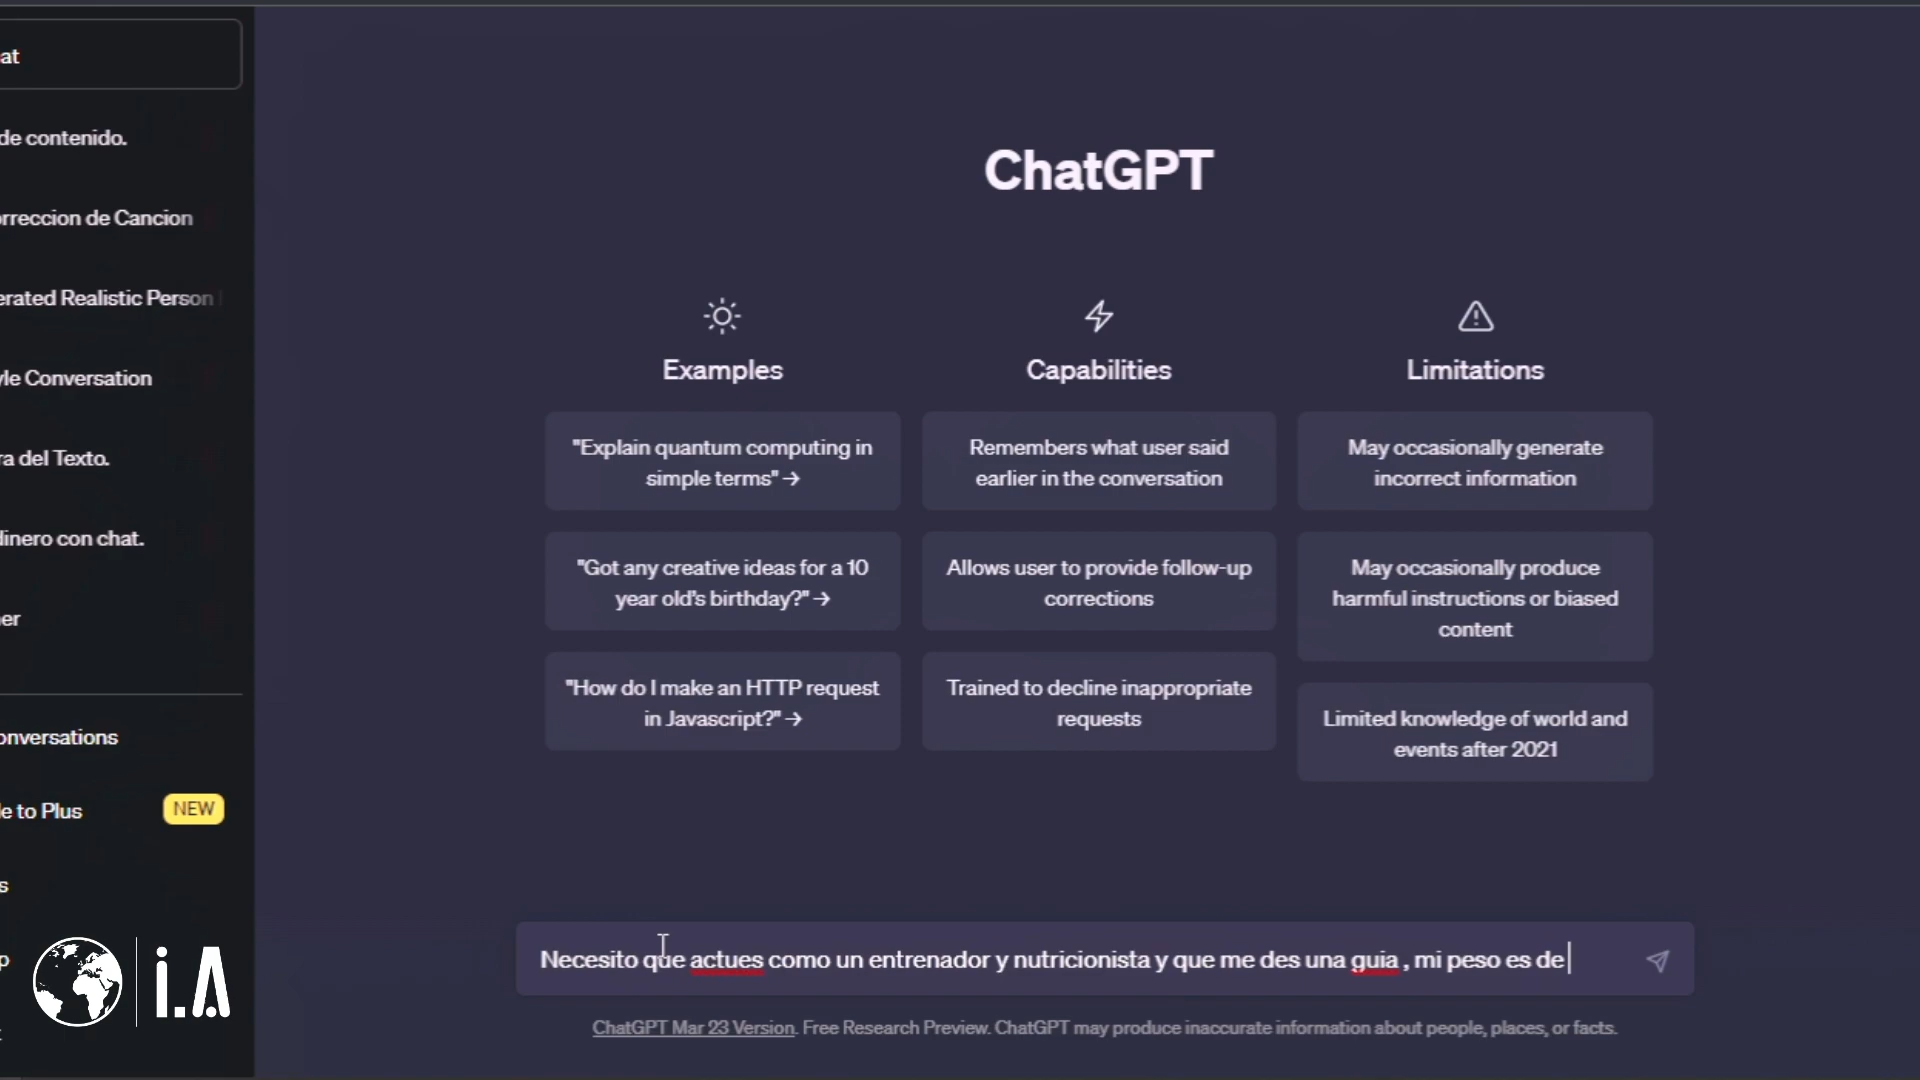 at
de contenido.
rreccion de Cancion
erated Realistic Person
yle Conversation
ra del Texto.
dinero con chat.
er
onversations
e to Plus
NEW
s
p
i.A
ChatGPT
Examples
"Explain quantum computing in
simple terms" →
"Got any creative ideas for a 10
year old's birthday?" →
"How do I make an HTTP request
in Javascript?" →
Capabilities
Remembers what user said
earlier in the conversation
Allows user to provide follow-up
corrections
Trained to decline inappropriate
requests
Limitations
May occasionally generate
incorrect information
May occasionally produce
harmful instructions or biased
content
Limited knowledge of world and
events after 2021
Necesito que actues como un entrenador y nutricionista y que me des una guia , mi peso es de
ChatGPT Mar 23 Version. Free Research Preview. ChatGPT may produce inaccurate information about people, places, or facts.